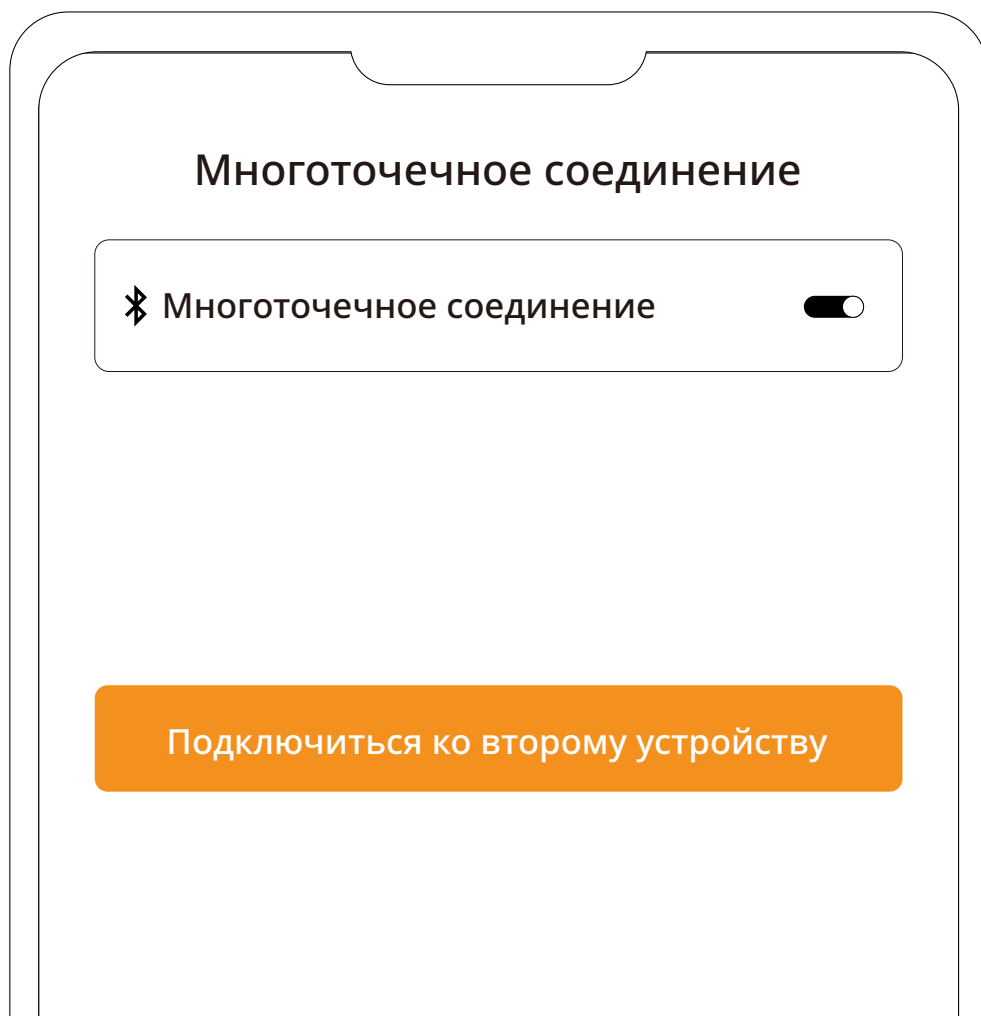 Многоточечное соединение
Многоточечное соединение
Подключиться ко второму устройству